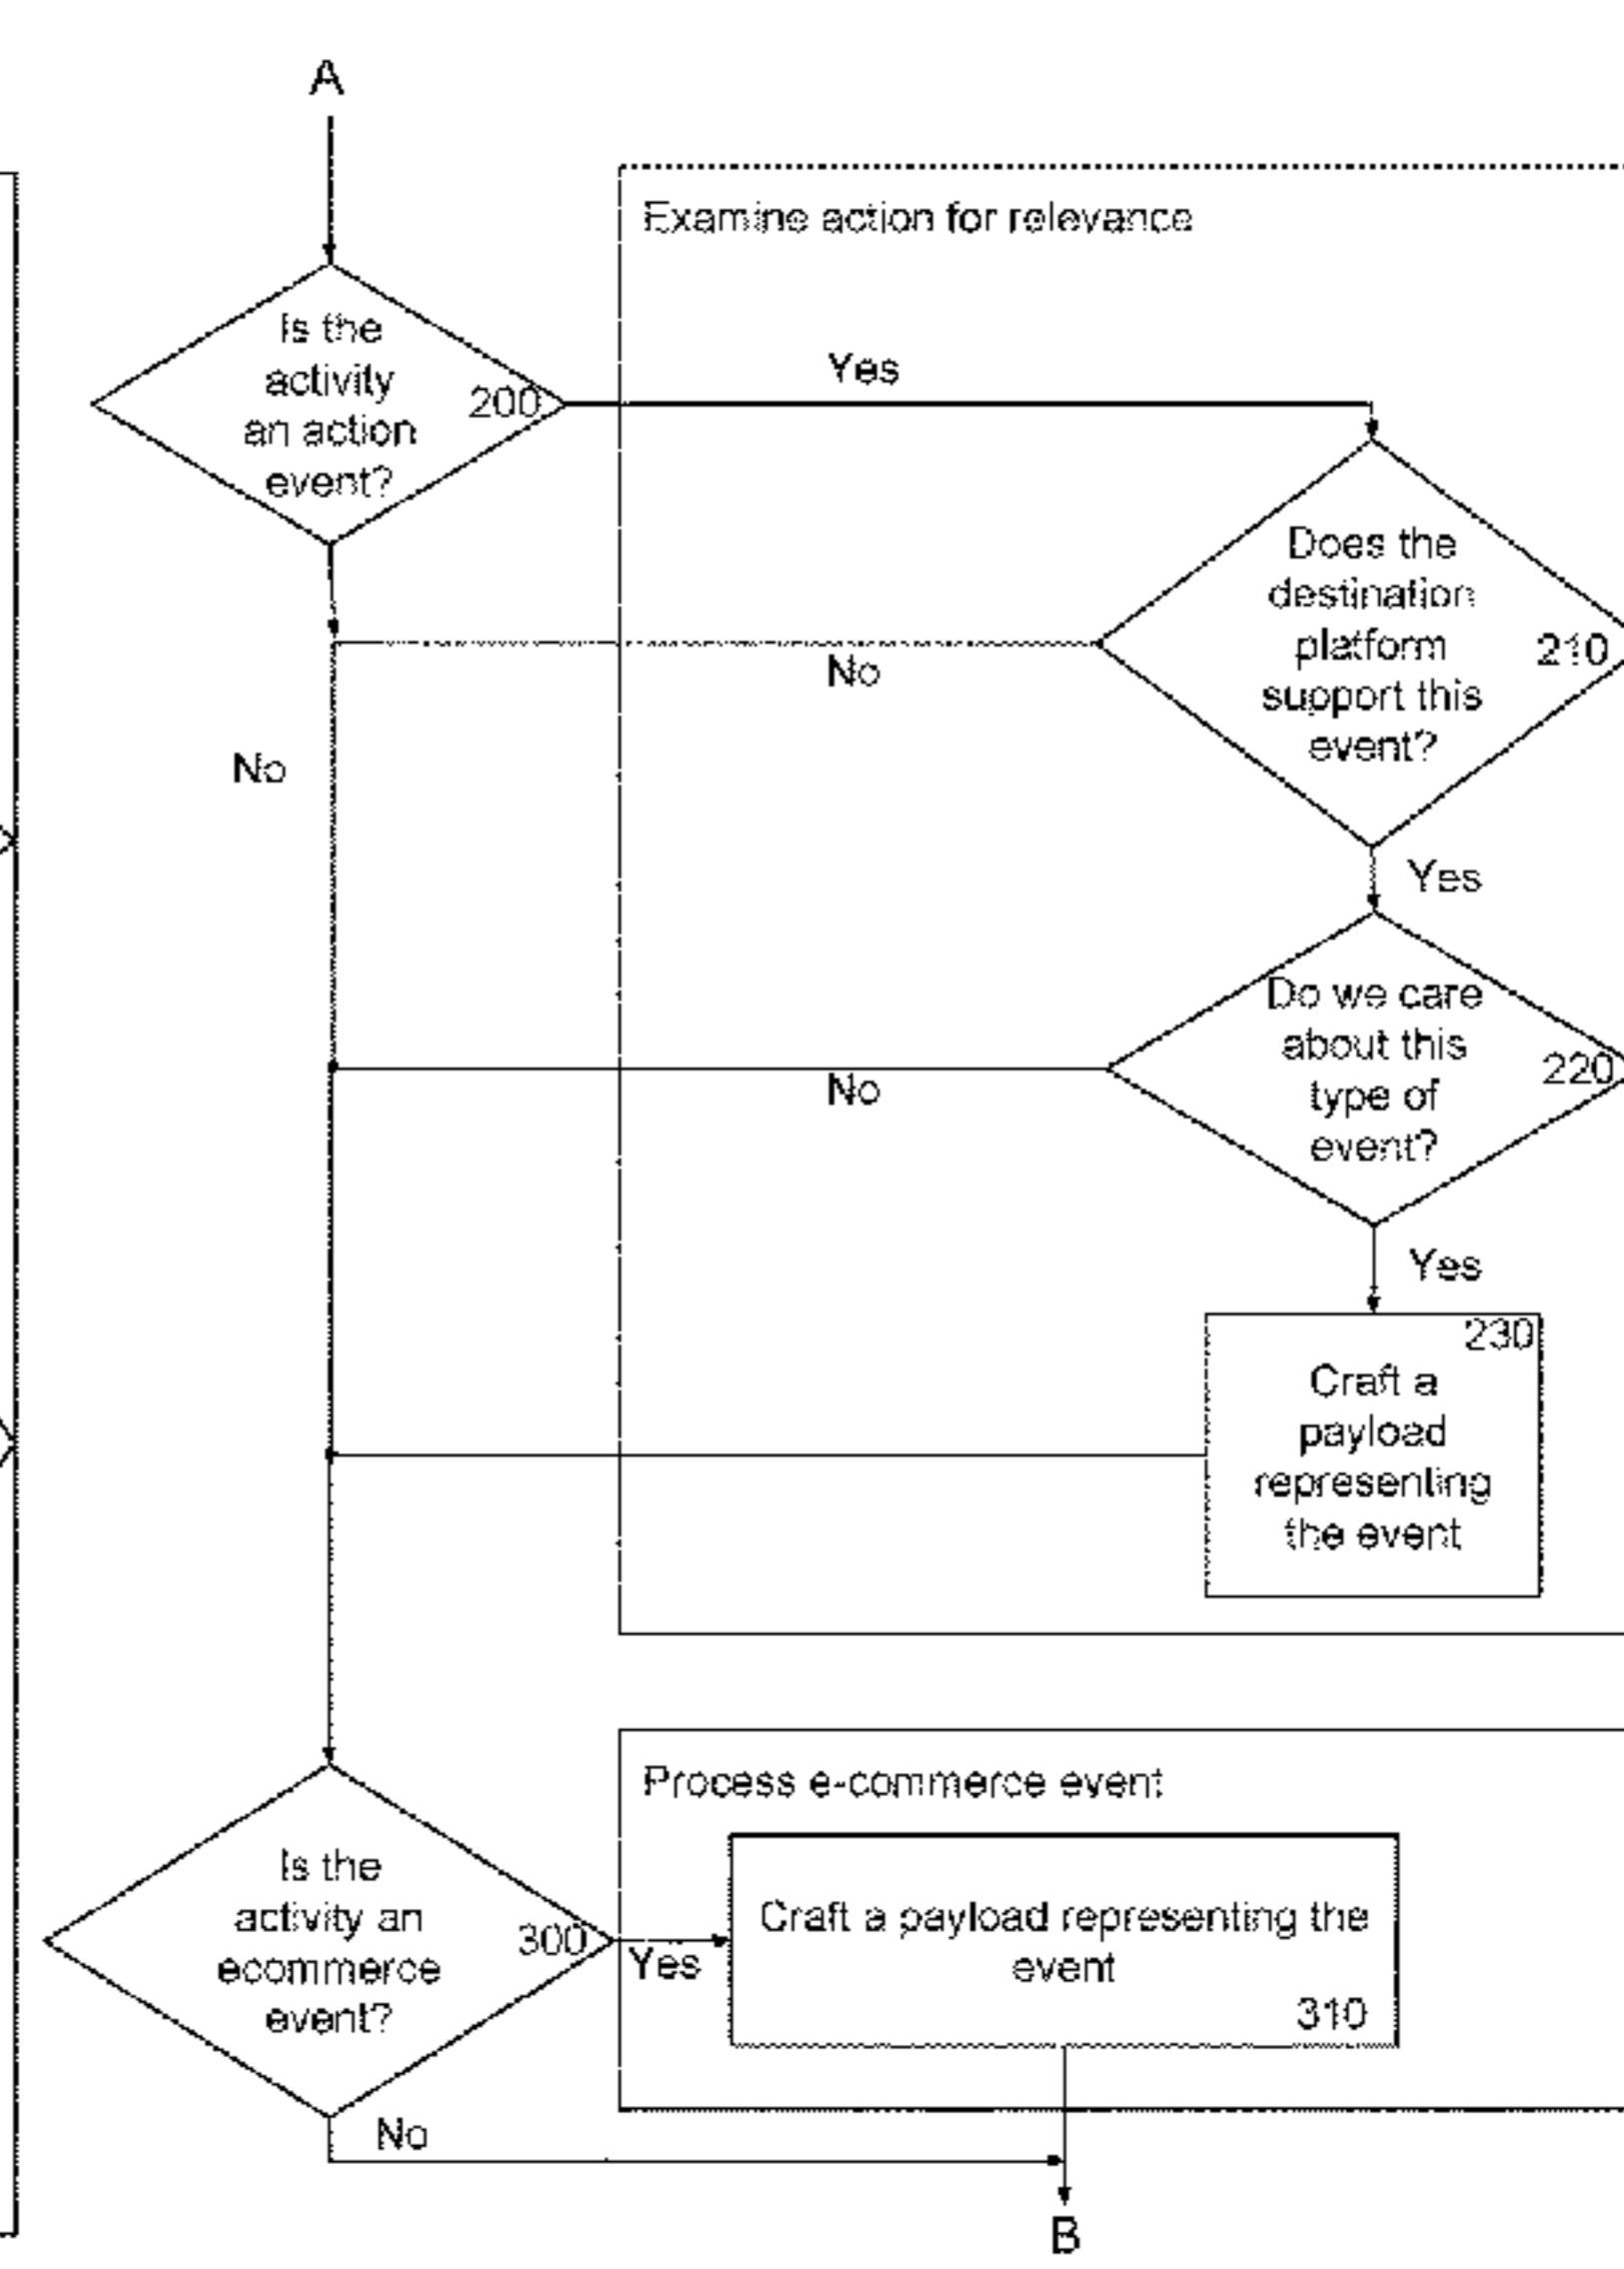 A
Examine action for relevance
Is the
activity
an action
event?
200
Yes
Does the
destination
platform
support this
event?
210
No
No
Yes
Do we care
about this
type of
event?
220
No
Yes
230
Craft a
payload
representing
the event
Process e-commerce event
Is the
activity an
ecommerce
event?
300
Yes
Craft a payload representing the
event
310
No
B